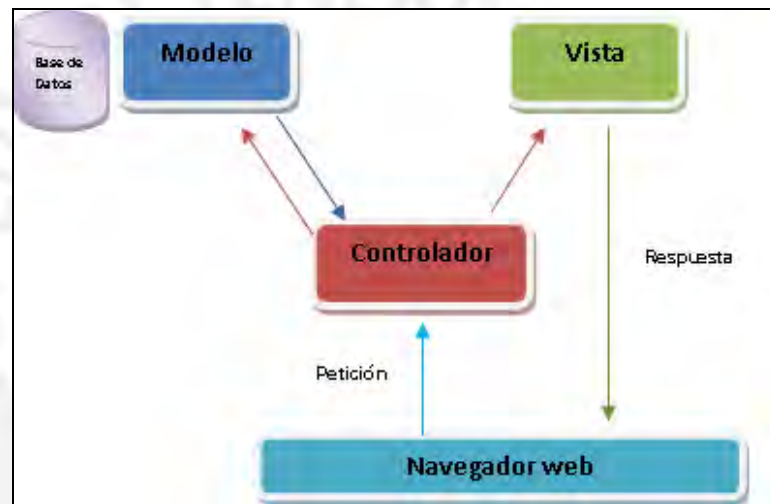 Base de
Datos
Modelo
Vista
Controlador
Respuesta
Petición
Navegador web